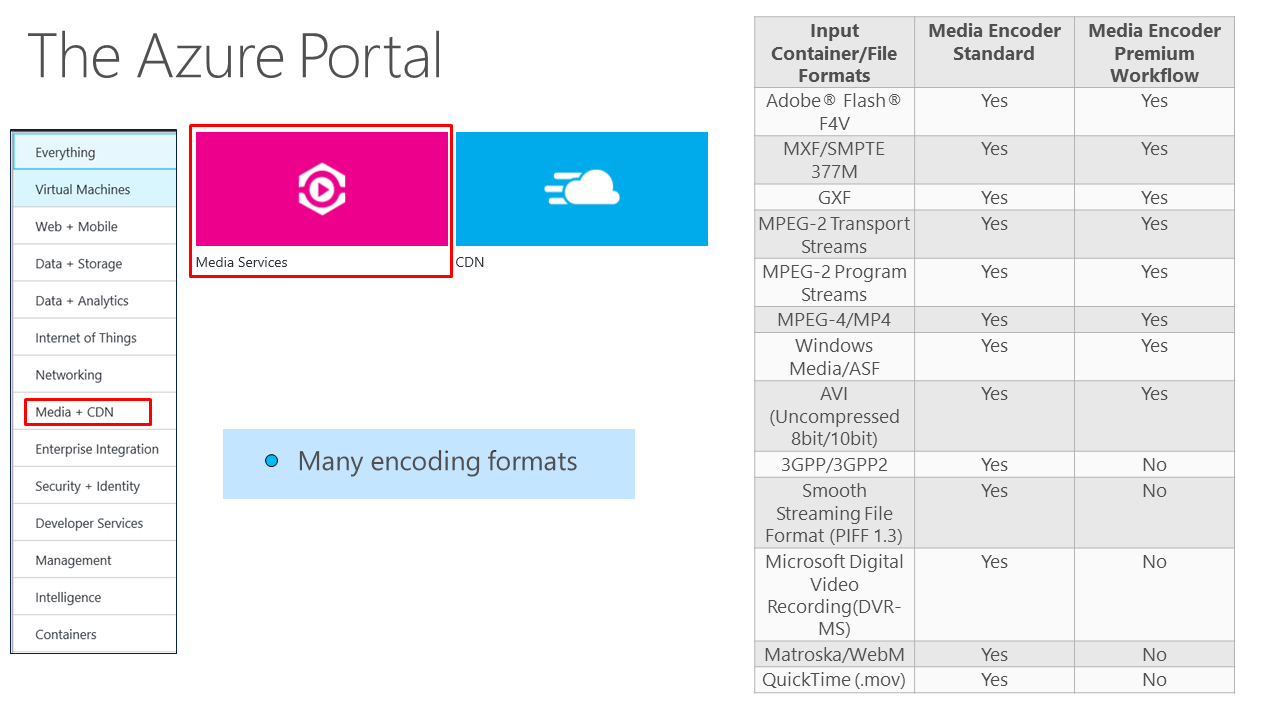 The Azure Portal
Everything
Virtual Machines
Web + Mobile
Data + Storage
Data + Analytics
Internet of Things
Networking
Media + CDN
Enterprise Integration
Security + Identity
Developer Services
Management
Intelligence
Containers
Media Services
CDN
Many encoding formats
Input
Container/File
Formats
Media Encoder
Standard
Media Encoder
Premium
Workflow
Adobe® Flash®
F4V
Yes
Yes
MXF/SMPTE
377M
Yes
Yes
GXF
Yes
Yes
MPEG-2 Transport
Streams
Yes
Yes
MPEG-2 Program
Streams
Yes
Yes
MPEG-4/MP4
Yes
Yes
Windows
Media/ASF
Yes
Yes
AVI
(Uncompressed
8bit/10bit)
Yes
Yes
3GPP/3GPP2
Yes
No
Smooth
Streaming File
Format (PIFF 1.3)
Yes
No
Microsoft Digital
Video
Recording(DVR-
MS)
Yes
No
Matroska/WebM
Yes
No
QuickTime (.mov)
Yes
No